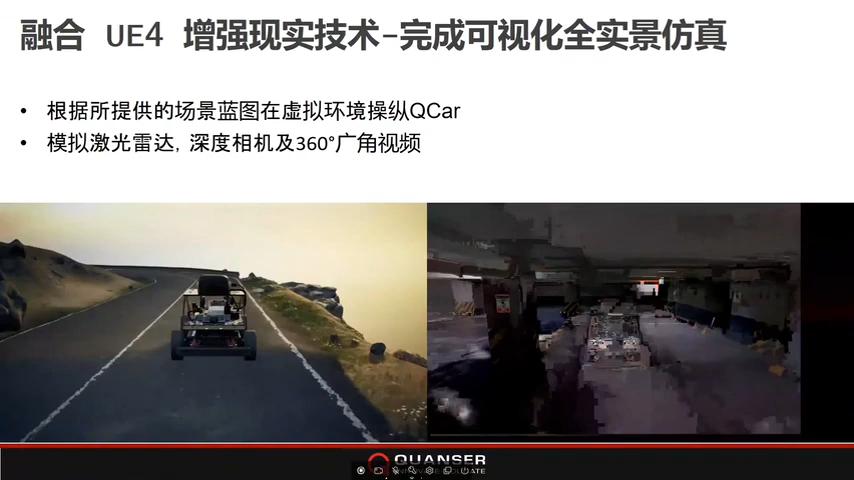 融合 UE4 增强现实技术-完成可视化全实景仿真
• 根据所提供的场景蓝图在虚拟环境操纵QCar
• 模拟激光雷达, 深度相机及360°广角视频
QUANSER